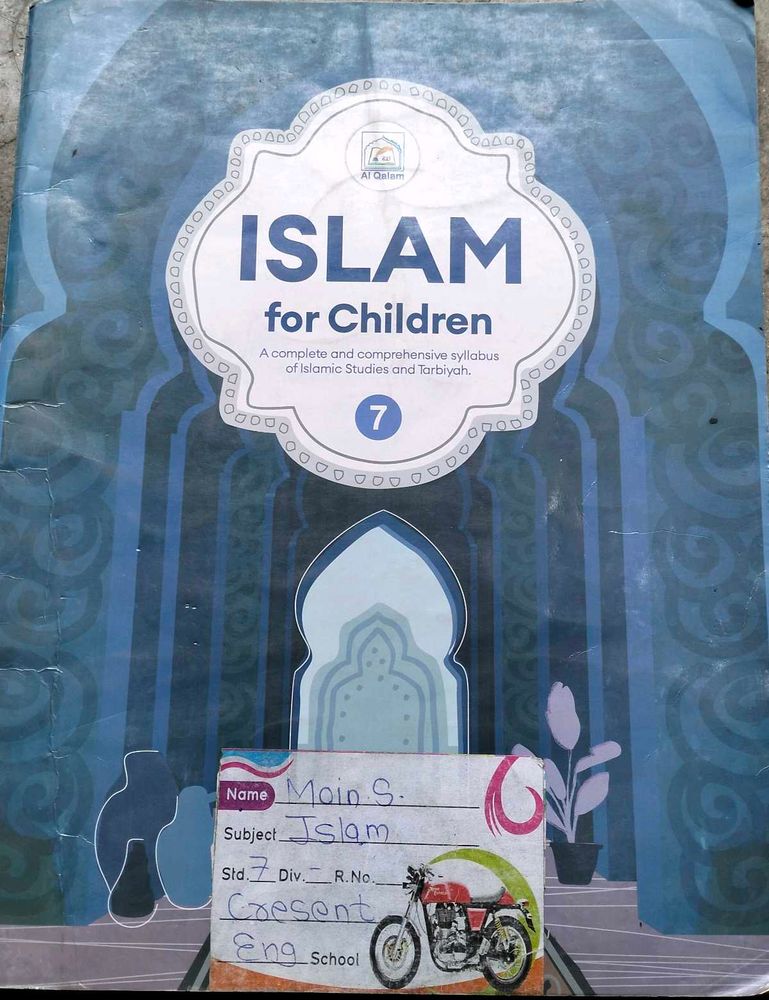 Al Qalam
ISLAM
for Children
A complete and comprehensive syllabus
of Islamic Studies and Tarbiyah.
7
Name Moin S.
Subject Islam
Std. 7 Div. - R.No. -
Cresent
Eng School